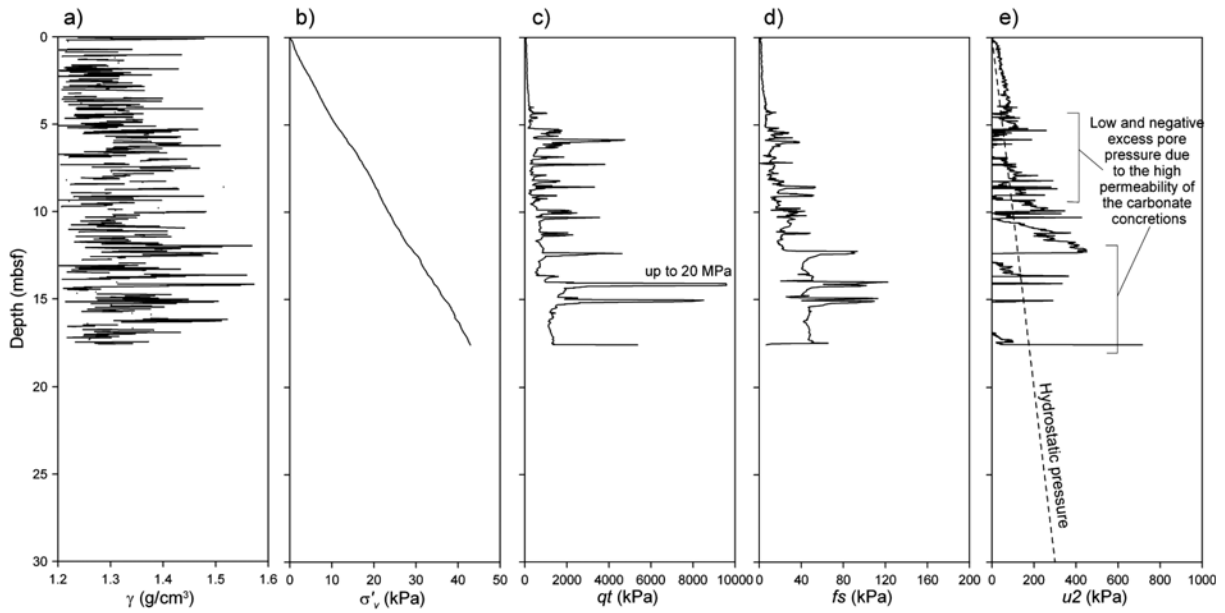 a)
b)
c)
d)
e)
0
5
10
15
20
25
30
Depth (mbsf)
1.2 1.3 1.4 1.5 1.6
γ (g/cm³)
0 10 20 30 40 50
σ'v (kPa)
up to 20 MPa
0 2000 4000 6000 8000 10000
qt (kPa)
0 40 80 120 160 200
fs (kPa)
Low and negative
excess pore
pressure due
to the high
permeability of
the carbonate
concretions
Hydrostatic pressure
0 200 400 600 800 1000
u2 (kPa)